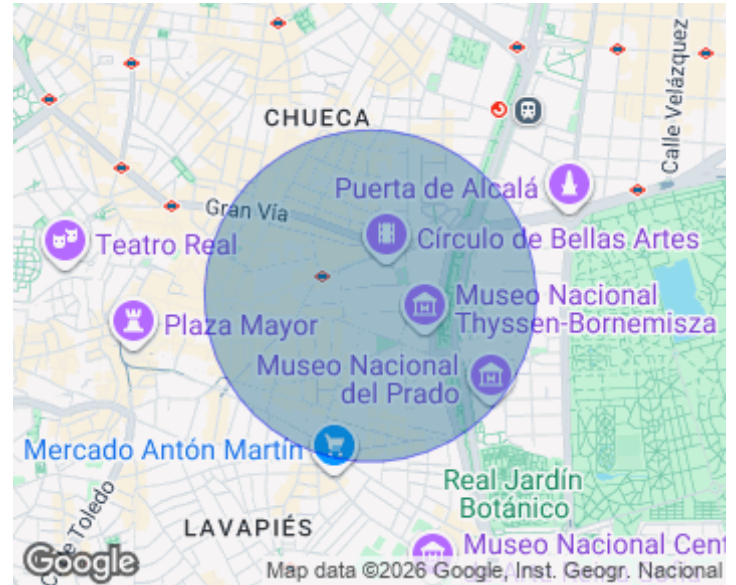 CHUECA
Calle Velázquez
Puerta de Alcalá
Gran Vía
Teatro Real
Círculo de Bellas Artes
Museo Nacional
Thyssen-Bornemisza
Plaza Mayor
Museo Nacional
del Prado
Mercado Antón Martín
Real Jardín
Botánico
Toledo
LAVAPIÉS
Museo Nacional Cent
Google
Map data ©2026 Google, Inst. Geogr. Nacional